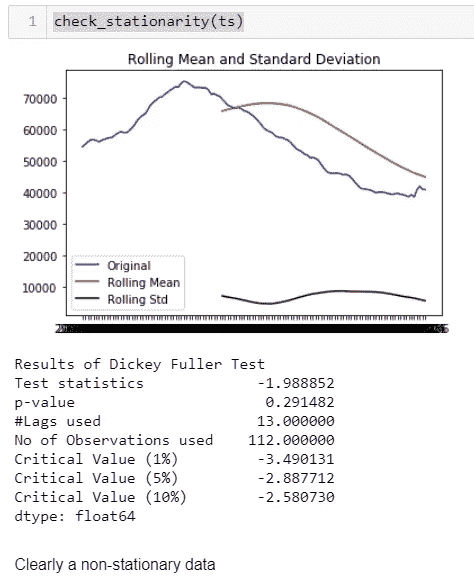 1 check_stationarity(ts)
Rolling Mean and Standard Deviation
70000
60000
50000
40000
30000
20000
10000
Original
Rolling Mean
Rolling Std
Results of Dickey Fuller Test
Test statistics -1.988852
p-value 0.291482
#Lags used 13.000000
No of Observations used 112.000000
Critical Value (1%) -3.490131
Critical Value (5%) -2.887712
Critical Value (10%) -2.580730
dtype: float64
Clearly a non-stationary data